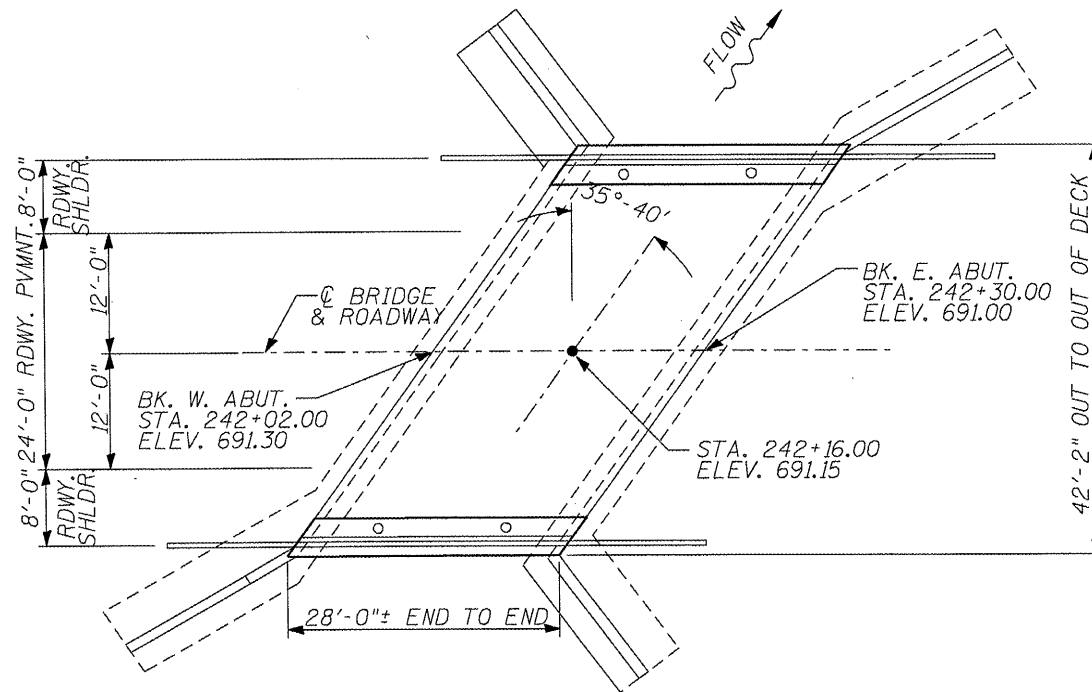 FLOW
8'-0"
RDWY.
SHLDR.
24'-0" RDWY. PVMNT.
12'-0"
12'-0"
8'-0"
RDWY.
SHLDR.
35°-40'
℄ BRIDGE
& ROADWAY
BK. W. ABUT.
STA. 242+02.00
ELEV. 691.30
BK. E. ABUT.
STA. 242+30.00
ELEV. 691.00
STA. 242+16.00
ELEV. 691.15
42'-2" OUT TO OUT OF DECK
28'-0"± END TO END